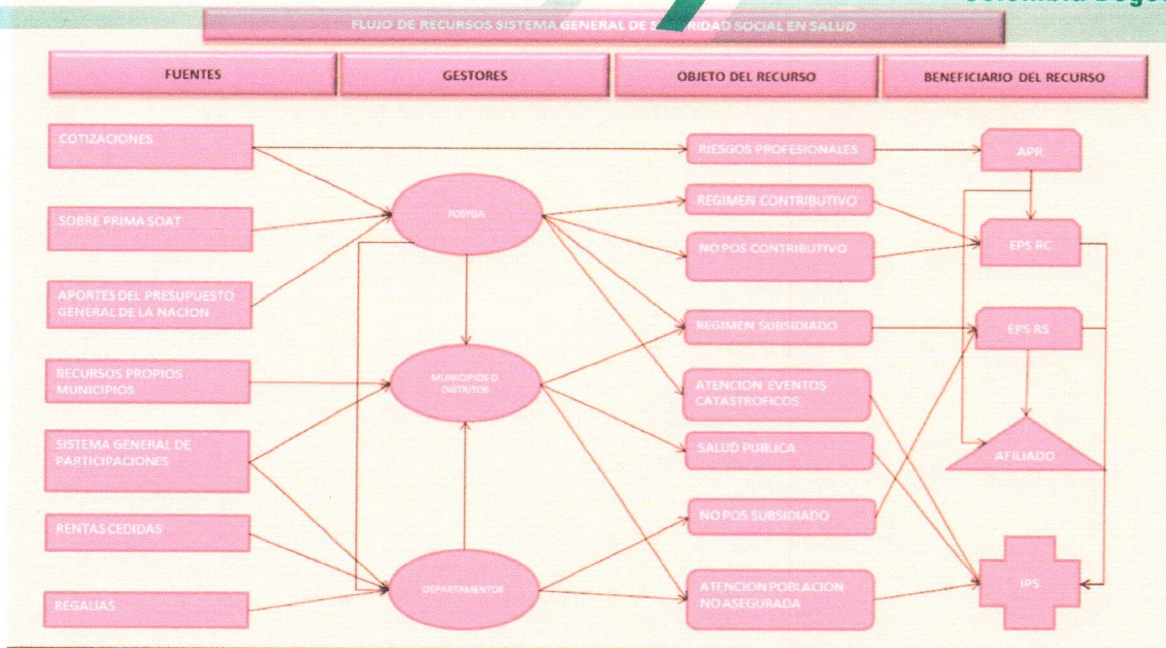 Colombia Bogo
FLUJO DE RECURSOS SISTEMA GENERAL DE SEGURIDAD SOCIAL EN SALUD
FUENTES
GESTORES
OBJETO DEL RECURSO
BENEFICIARIO DEL RECURSO
COTIZACIONES
SOBRE PRIMA SOAT
APORTES DEL PRESUPUESTO
GENERAL DE LA NACION
RECURSOS PROPIOS
MUNICIPIOS
SISTEMA GENERAL DE
PARTICIPACIONES
RENTAS CEDIDAS
REGALIAS
FOSYGA
MUNICIPIOS O
DISTRITOS
DEPARTAMENTOS
RIESGOS PROFESIONALES
REGIMEN CONTRIBUTIVO
NO POS CONTRIBUTIVO
REGIMEN SUBSIDIADO
ATENCION EVENTOS
CATASTROFICOS
SALUD PUBLICA
NO POS SUBSIDIADO
ATENCION POBLACION
NO ASEGURADA
APR
EPS RC
EPS RS
AFILIADO
IPS